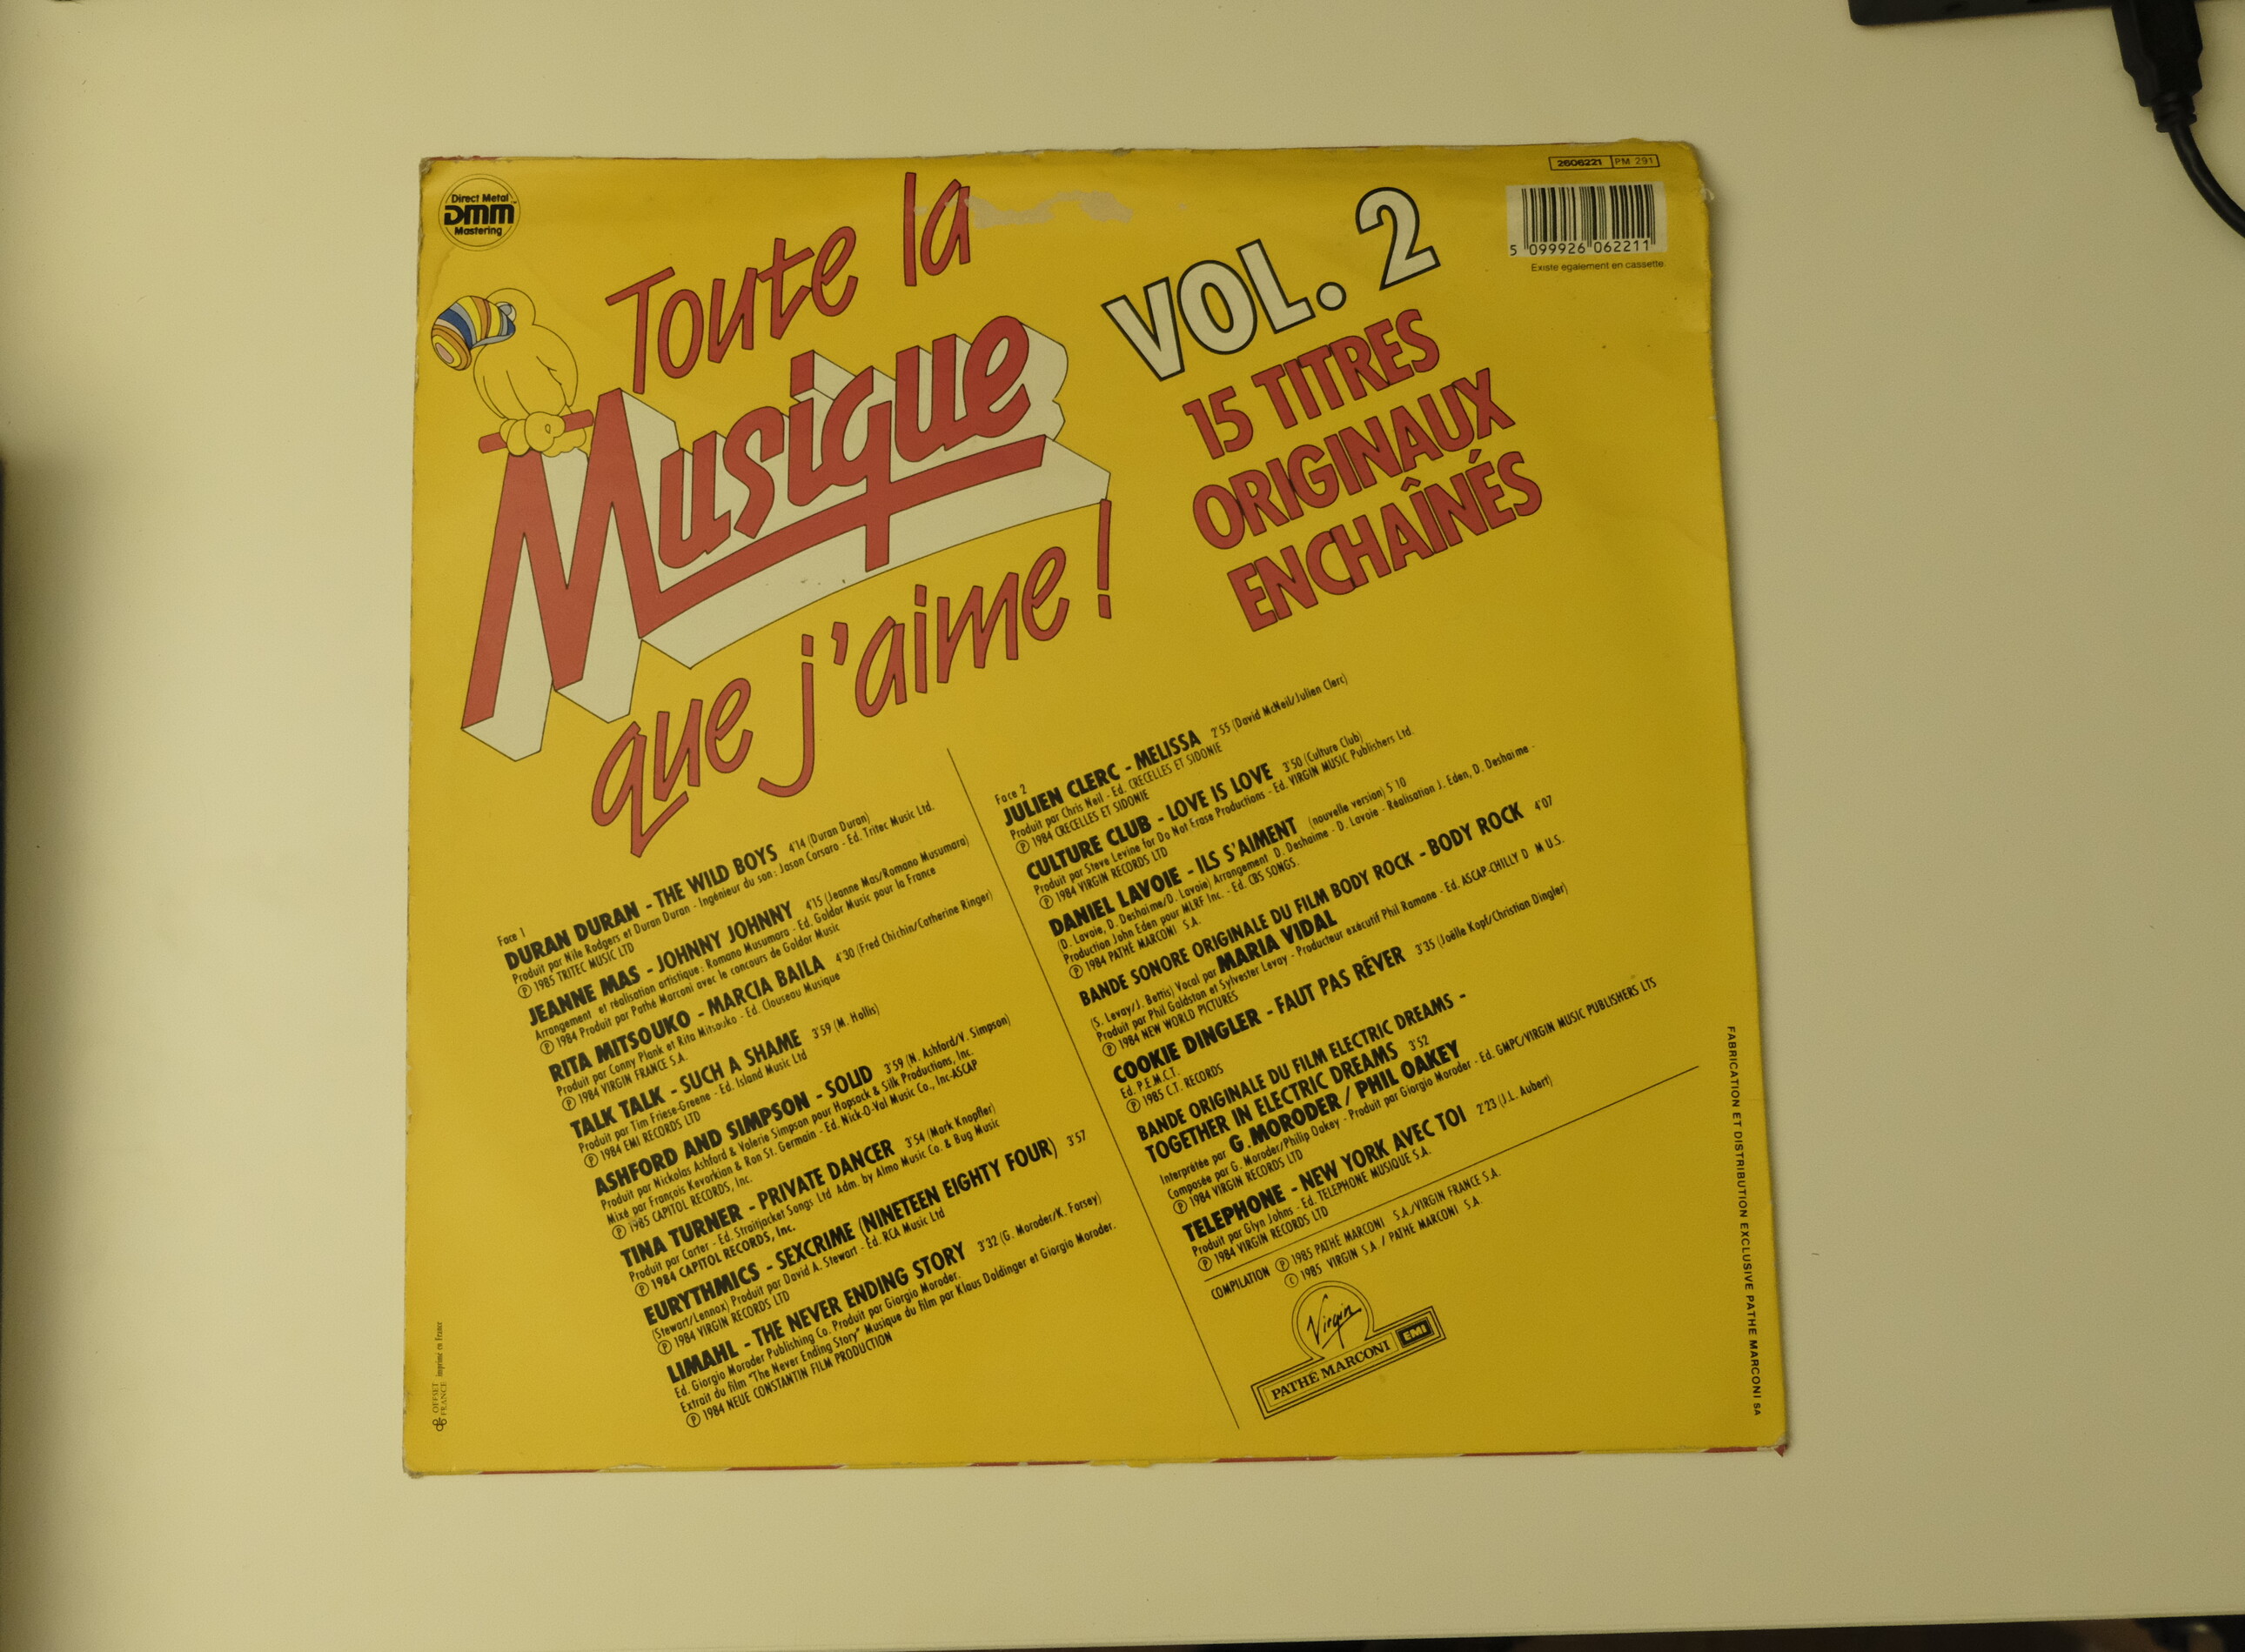 Direct Metal
DMM
Mastering
2606221 PM 291
5 099926 062211
Existe egalement en cassette
Toute la
Musique
que j'aime !
VOL. 2
15 TITRES
ORIGINAUX
ENCHAÎNÉS
Face 1
DURAN DURAN - THE WILD BOYS 4'14 (Duran Duran)
Produit par Nile Rodgers et Duran Duran - Ingénieur du son : Jason Corsaro - Ed. Tritec Music Ltd.
℗ 1985 TRITEC MUSIC LTD
JEANNE MAS - JOHNNY JOHNNY 4'15 (Jeanne Mas/Romano Musumara)
Arrangement et réalisation artistique : Romano Musumara - Ed. Goldor Music pour la France
℗ 1984 Produit par Pathé Marconi avec le concours de Goldor Music
RITA MITSOUKO - MARCIA BAILA 4'30 (Fred Chichin/Catherine Ringer)
Produit par Conny Plank et Rita Mitsouko - Ed. Clouseau Musique
℗ 1984 VIRGIN FRANCE S.A.
TALK TALK - SUCH A SHAME 3'59 (M. Hollis)
Produit par Tim Friese-Greene - Ed. Island Music Ltd
℗ 1984 EMI RECORDS LTD
ASHFORD AND SIMPSON - SOLID 3'59 (N. Ashford/V. Simpson)
Produit par Nickolas Ashford & Valerie Simpson pour Hopsack & Silk Productions, Inc.
Mixé par François Kevorkian & Ron St. Germain - Ed. Nick-O-Val Music Co., Inc-ASCAP
℗ 1985 CAPITOL RECORDS, Inc.
TINA TURNER - PRIVATE DANCER 3'54 (Mark Knopfler)
Produit par Carter - Ed. Straitjacket Songs Ltd Adm. by Almo Music Co. & Bug Music
℗ 1984 CAPITOL RECORDS, Inc.
EURYTHMICS - SEXCRIME (NINETEEN EIGHTY FOUR) 3'57
(Stewart/Lennox) Produit par David A. Stewart - Ed. RCA Music Ltd
℗ 1984 VIRGIN RECORDS LTD
LIMAHL - THE NEVER ENDING STORY 3'32 (G. Moroder/K. Forsey)
Ed. Giorgio Moroder Publishing Co. Produit par Giorgio Moroder.
Extrait du film "The Never Ending Story" Musique du film par Klaus Doldinger et Giorgio Moroder.
℗ 1984 NEUE CONSTANTIN FILM PRODUCTION
Face 2
JULIEN CLERC - MELISSA 2'55 (David McNeil/Julien Clerc)
Produit par Chris Neil - Ed. CRECELLES ET SIDONIE
℗ 1984 CRECELLES ET SIDONIE
CULTURE CLUB - LOVE IS LOVE 3'50 (Culture Club)
Produit par Steve Levine for Do Not Erase Productions - Ed. VIRGIN MUSIC Publishers Ltd.
℗ 1984 VIRGIN RECORDS LTD
DANIEL LAVOIE - ILS S'AIMENT (nouvelle version) 5'10
(D. Lavoie, D. Deshaime/D. Lavoie) Arrangement D. Deshaime - D. Lavoie - Réalisation J. Eden, D. Deshaime -
Production John Eden pour MLRF Inc. - Ed. CBS SONGS.
℗ 1984 PATHÉ MARCONI S.A.
BANDE SONORE ORIGINALE DU FILM BODY ROCK - BODY ROCK 4'07
(S. Levay/J. Bettis) Vocal par MARIA VIDAL
Produit par Phil Galdston et Sylvester Levay - Producteur exécutif Phil Ramone - Ed. ASCAP-CHILLY D M U.S.
℗ 1984 NEW WORLD PICTURES
COOKIE DINGLER - FAUT PAS RÊVER 3'35 (Joëlle Kopf/Christian Dingler)
Ed. P.E.M.C.T.
℗ 1985 C.T. RECORDS
BANDE ORIGINALE DU FILM ELECTRIC DREAMS -
TOGETHER IN ELECTRIC DREAMS 3'52
Interprétée par G. MORODER / PHIL OAKEY
Composée par G. Moroder/Philip Oakey - Produit par Giorgio Moroder - Ed. GMPC/VIRGIN MUSIC PUBLISHERS LTS
℗ 1984 VIRGIN RECORDS LTD
TELEPHONE - NEW YORK AVEC TOI 2'23 (J.L. Aubert)
Produit par Glyn Johns - Ed. TELEPHONE MUSIQUE S.A.
℗ 1984 VIRGIN RECORDS LTD
COMPILATION ℗ 1985 PATHÉ MARCONI S.A./VIRGIN FRANCE S.A.
© 1985 VIRGIN S.A. / PATHE MARCONI S.A.
Virgin
PATHÉ MARCONI EMI
FABRICATION ET DISTRIBUTION EXCLUSIVE PATHE MARCONI SA
OFFSET FRANCE imprimé en France